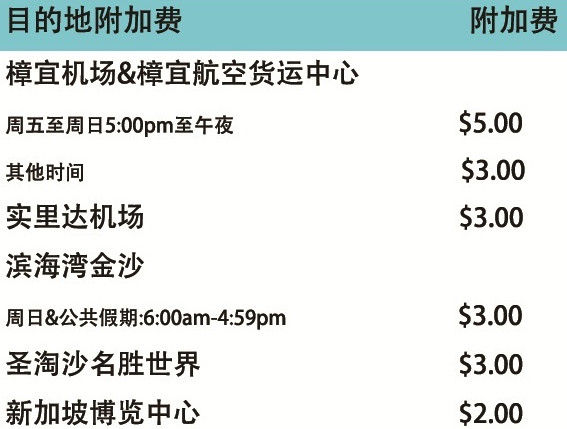 目的地附加费 附加费
樟宜机场&樟宜航空货运中心
周五至周日5:00pm至午夜 $5.00
其他时间 $3.00
实里达机场 $3.00
滨海湾金沙
周日&公共假期:6:00am-4:59pm $3.00
圣淘沙名胜世界 $3.00
新加坡博览中心 $2.00